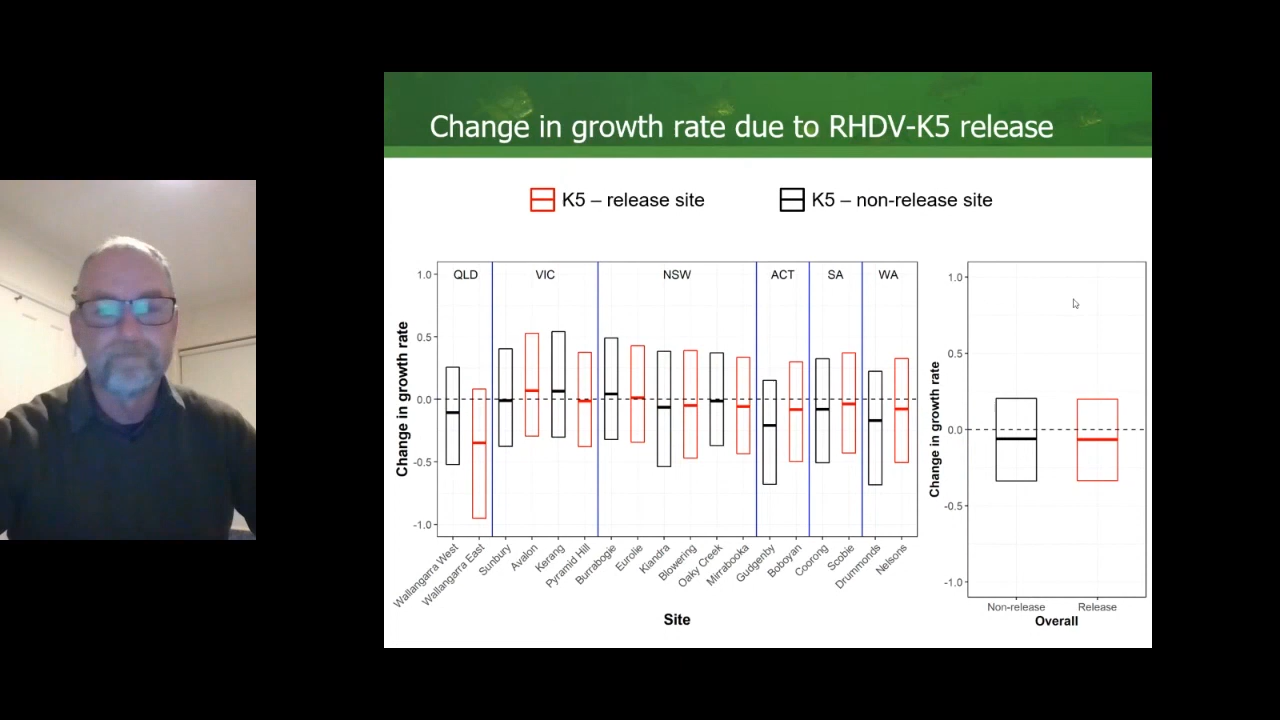 Change in growth rate due to RHDV-K5 release
K5 – release site
K5 – non-release site
Change in growth rate
1.0
0.5
0.0
-0.5
-1.0
QLD
VIC
NSW
ACT
SA
WA
Wallangarra West
Wallangarra East
Sunbury
Avalon
Kerang
Pyramid Hill
Burrabogie
Eurolie
Kiandra
Blowering
Oaky Creek
Mirrabooka
Gudgenby
Boboyan
Coorong
Scobie
Drummonds
Nelsons
Site
Change in growth rate
1.0
0.5
0.0
-0.5
-1.0
Non-release
Release
Overall